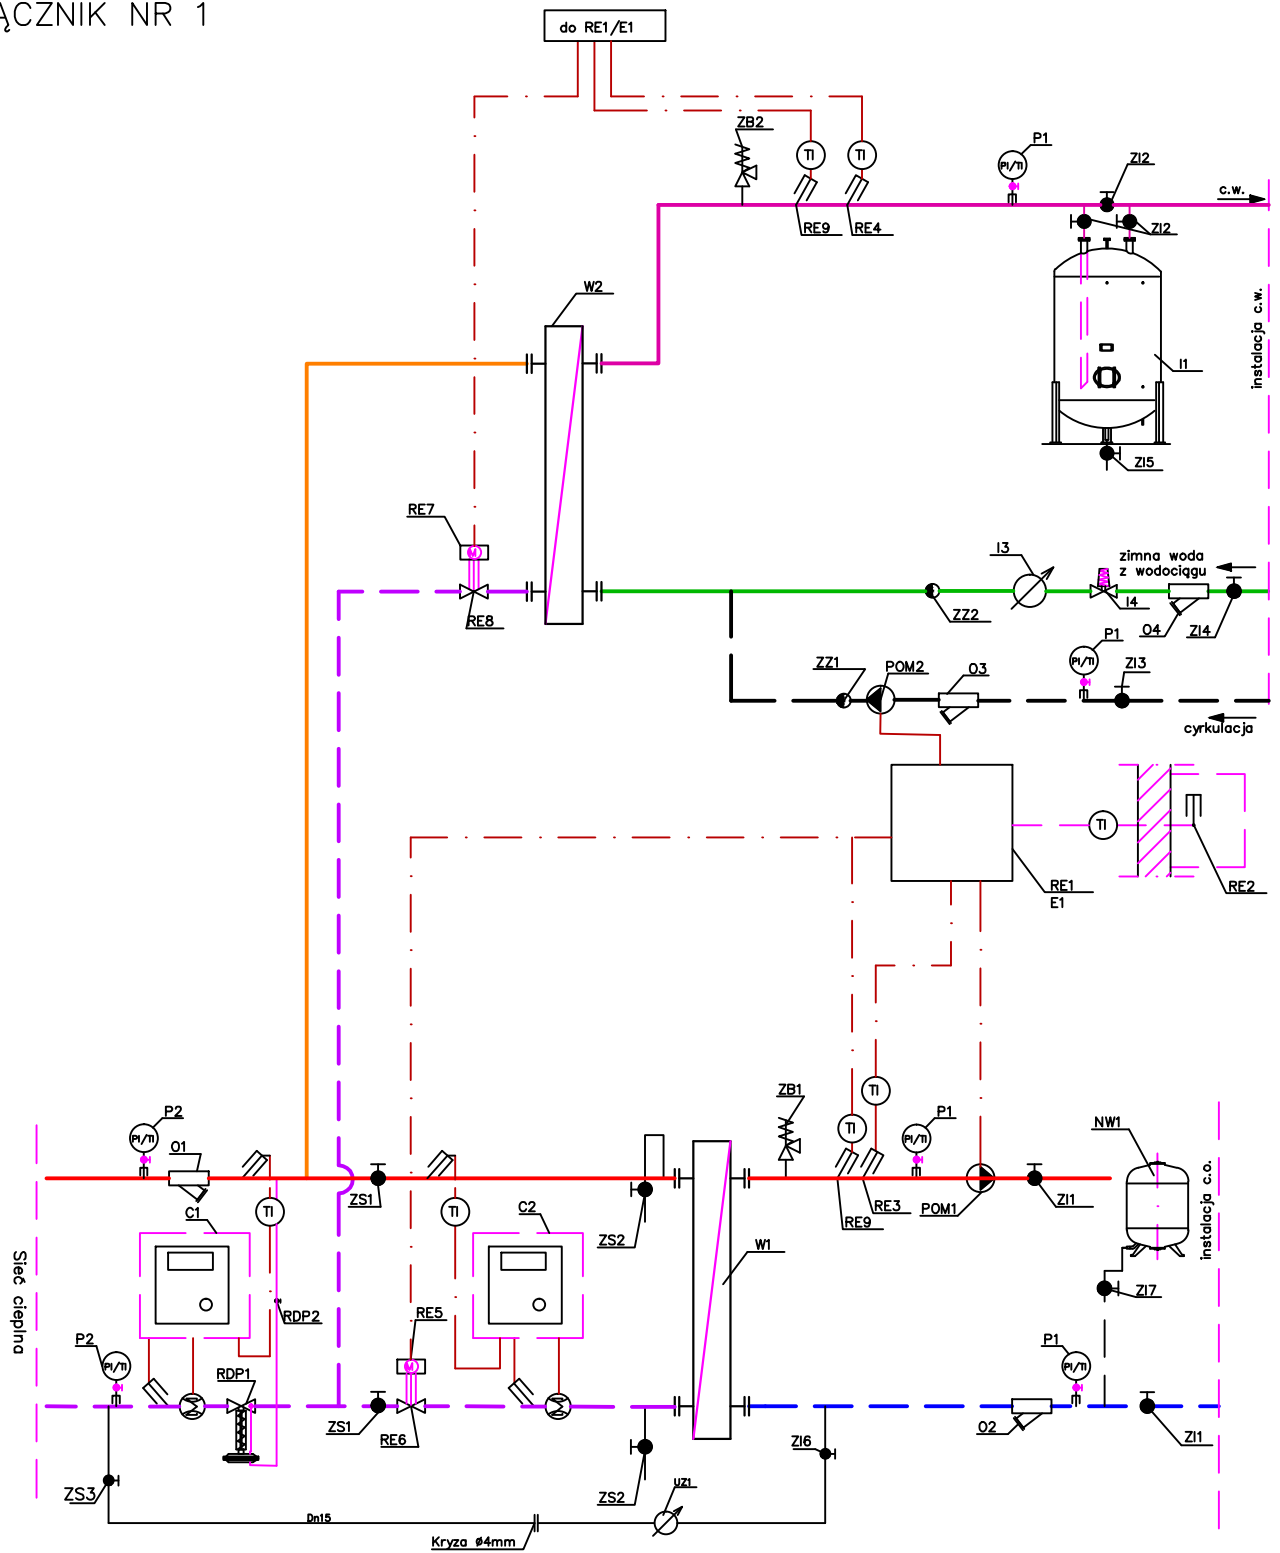 ĄCZNIK NR 1
do RE1/E1
ZB2
TI
TI
RE9
RE4
P1
PI/TI
ZI2
c.w.
ZI2
W2
instalacja c.w.
I1
ZI5
RE7
M
RE8
I3
zimna woda
z wodociągu
ZZ2
I4
O4
ZI4
P1
PI/TI
ZI3
ZZ1
POM2
O3
cyrkulacja
TI
RE1
E1
RE2
P2
PI/TI
O1
ZB1
TI
TI
P1
PI/TI
NW1
instalacja c.o.
C1
TI
ZS1
TI
C2
ZS2
W1
RE9
RE3
POM1
ZI1
Sieć cieplna
RDP2
RE5
M
ZI7
P2
PI/TI
RDP1
P1
PI/TI
ZS1
RE6
ZI6
O2
ZI1
ZS3
ZS2
UZ1
Dn15
Kryza ø4mm